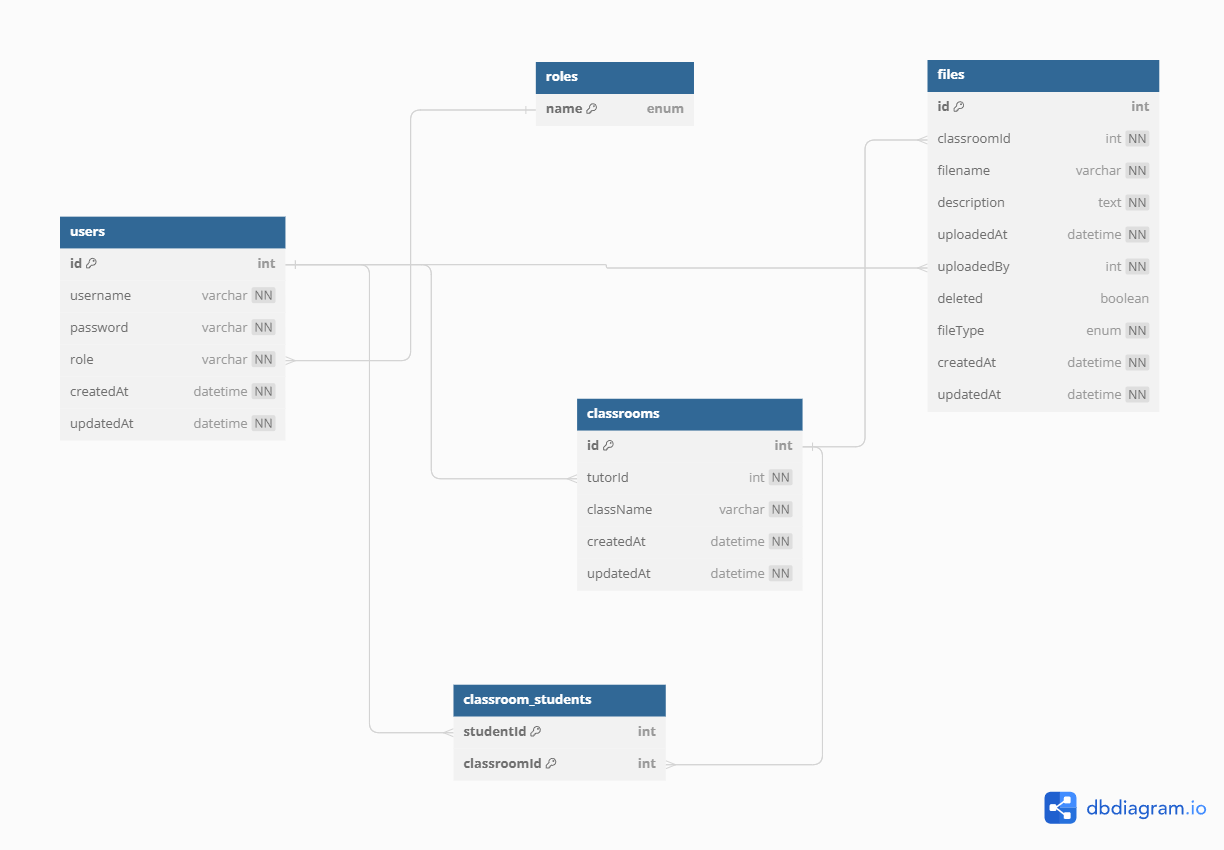 roles
name enum
files
id int
classroomId int NN
filename varchar NN
description text NN
uploadedAt datetime NN
uploadedBy int NN
deleted boolean
fileType enum NN
createdAt datetime NN
updatedAt datetime NN
users
id int
username varchar NN
password varchar NN
role varchar NN
createdAt datetime NN
updatedAt datetime NN
classrooms
id int
tutorId int NN
className varchar NN
createdAt datetime NN
updatedAt datetime NN
classroom_students
studentId int
classroomId int
dbdiagram.io